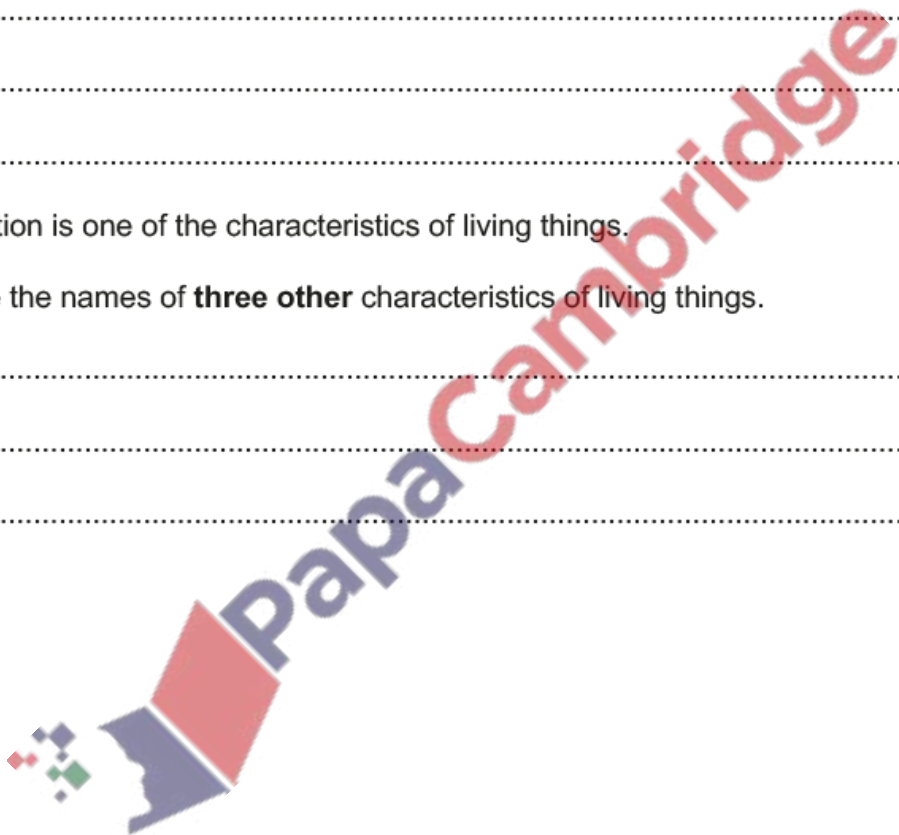 tion is one of the characteristics of living things.
the names of three other characteristics of living things.
PapaCambridge